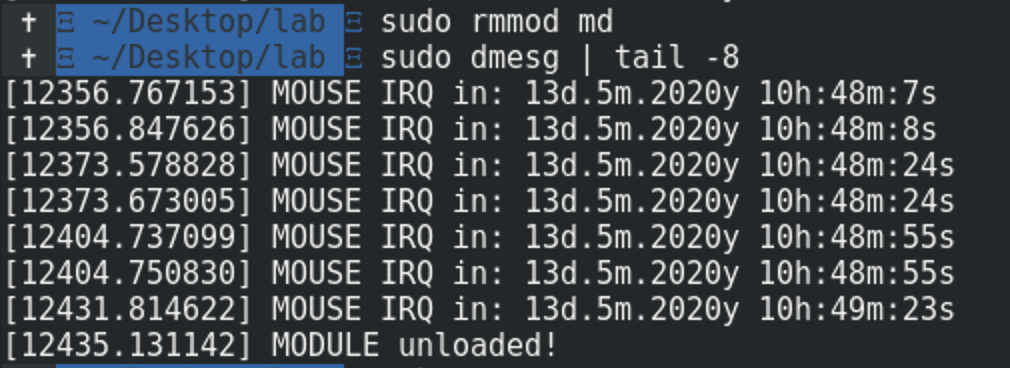 ✝ Ξ ~/Desktop/lab Ξ sudo rmmod md
✝ Ξ ~/Desktop/lab Ξ sudo dmesg | tail -8
[12356.767153] MOUSE IRQ in: 13d.5m.2020y 10h:48m:7s
[12356.847626] MOUSE IRQ in: 13d.5m.2020y 10h:48m:8s
[12373.578828] MOUSE IRQ in: 13d.5m.2020y 10h:48m:24s
[12373.673005] MOUSE IRQ in: 13d.5m.2020y 10h:48m:24s
[12404.737099] MOUSE IRQ in: 13d.5m.2020y 10h:48m:55s
[12404.750830] MOUSE IRQ in: 13d.5m.2020y 10h:48m:55s
[12431.814622] MOUSE IRQ in: 13d.5m.2020y 10h:49m:23s
[12435.131142] MODULE unloaded!